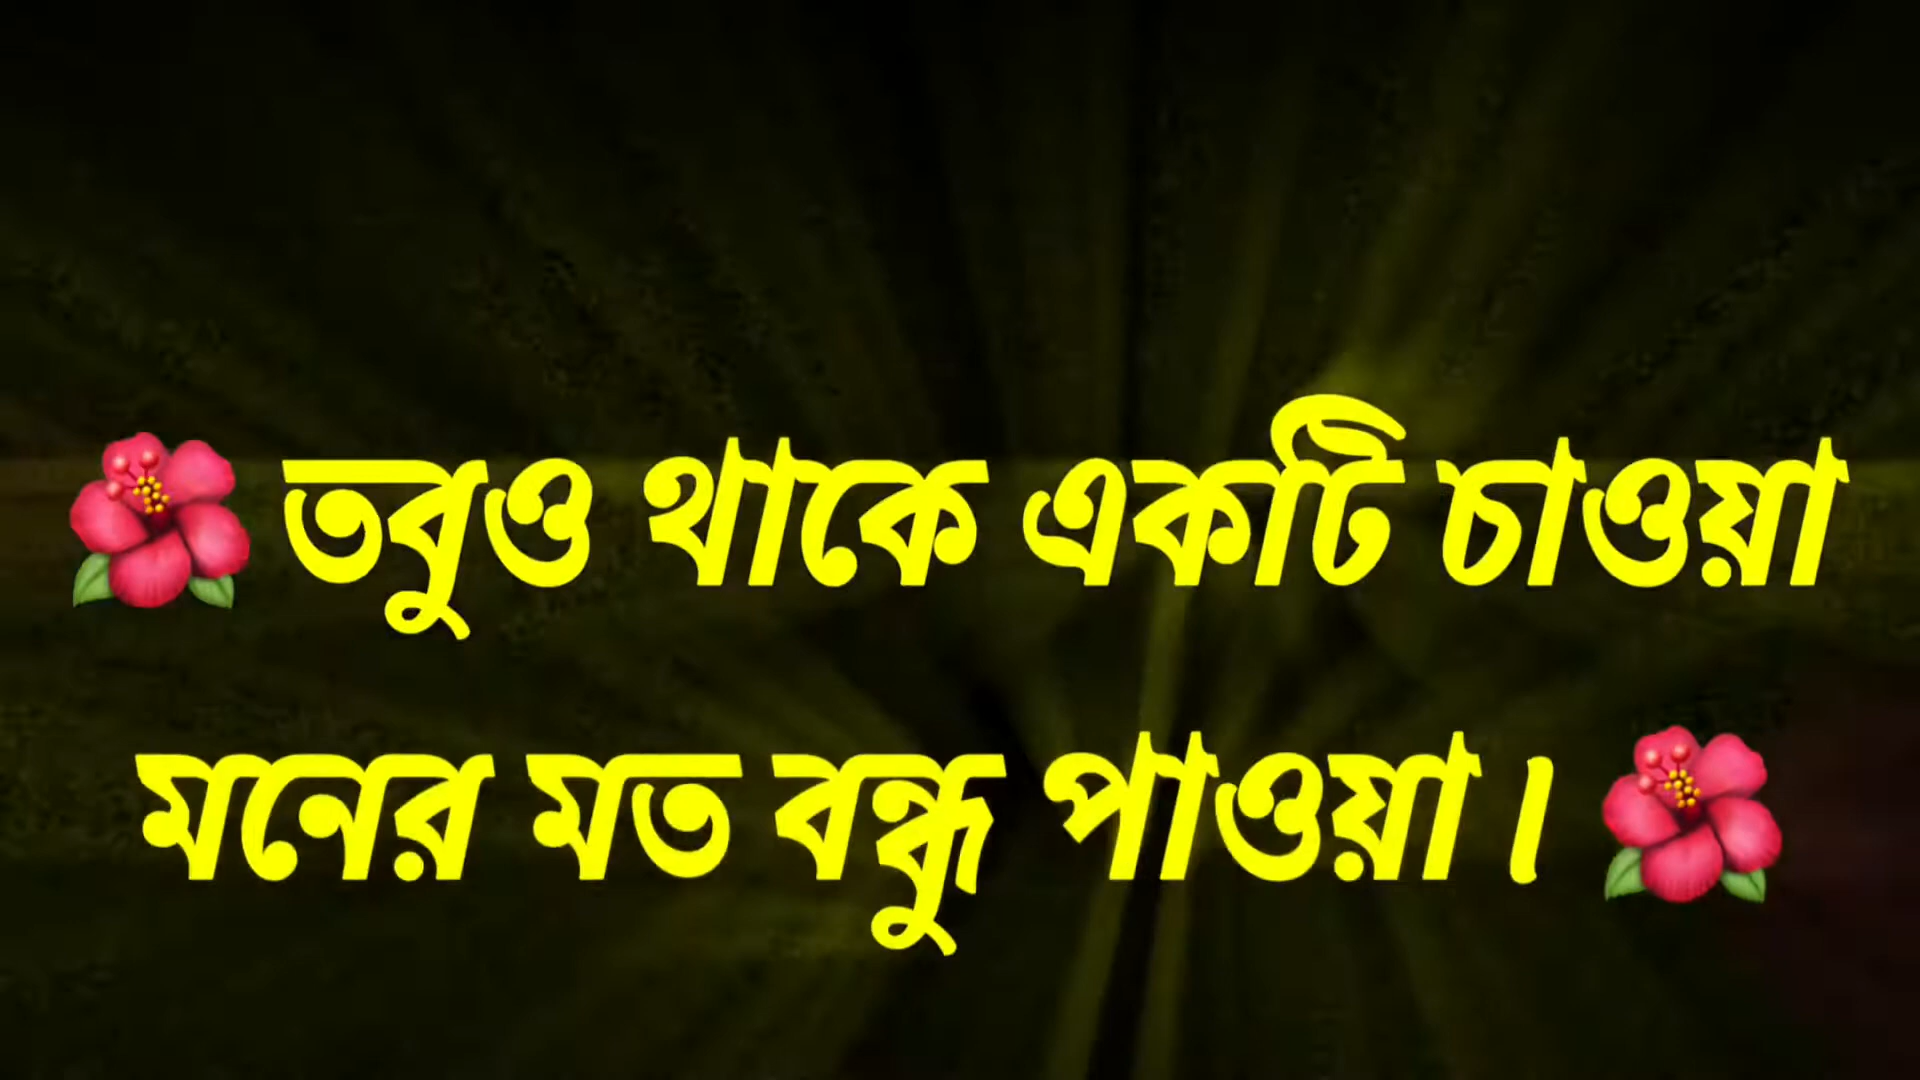 🌺 তবুও থাকে একটি চাওয়া
মনের মত বন্ধু পাওয়া। 🌺